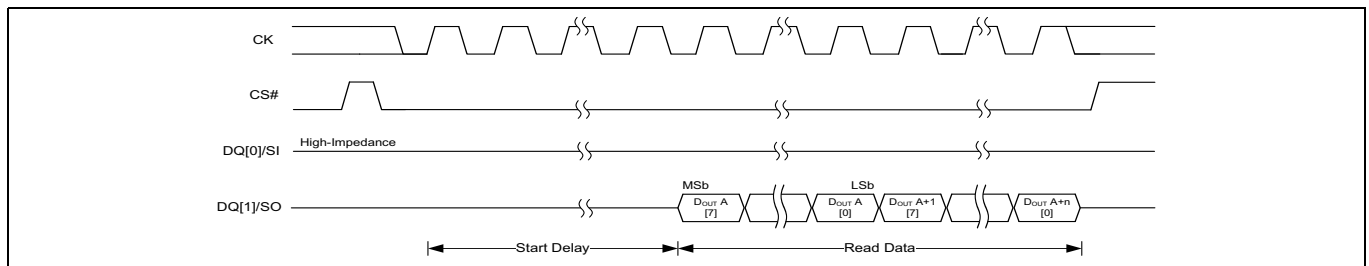 CK
CS#
DQ[0]/SI
High-Impedance
DQ[1]/SO
MSb
LSb
DOUT A
[7]
DOUT A
[0]
DOUT A+1
[7]
DOUT A+n
[0]
Start Delay
Read Data